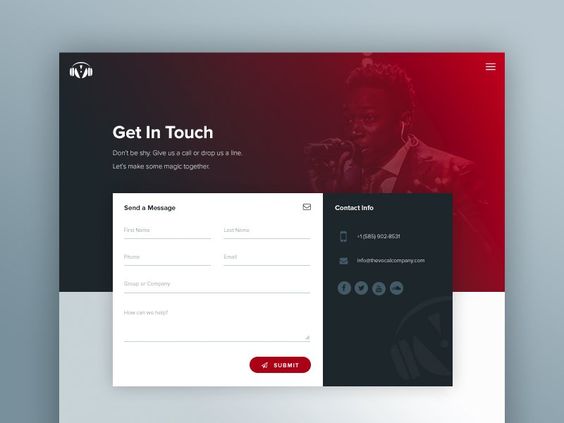 Get In Touch
Don't be shy. Give us a call or drop us a line.
Let's make some magic together.
Send a Message
Contact Info
First Name
Last Name
+1 (585) 902-8531
Phone
Email
info@thevocalcompany.com
Group or Company
How can we help?
SUBMIT